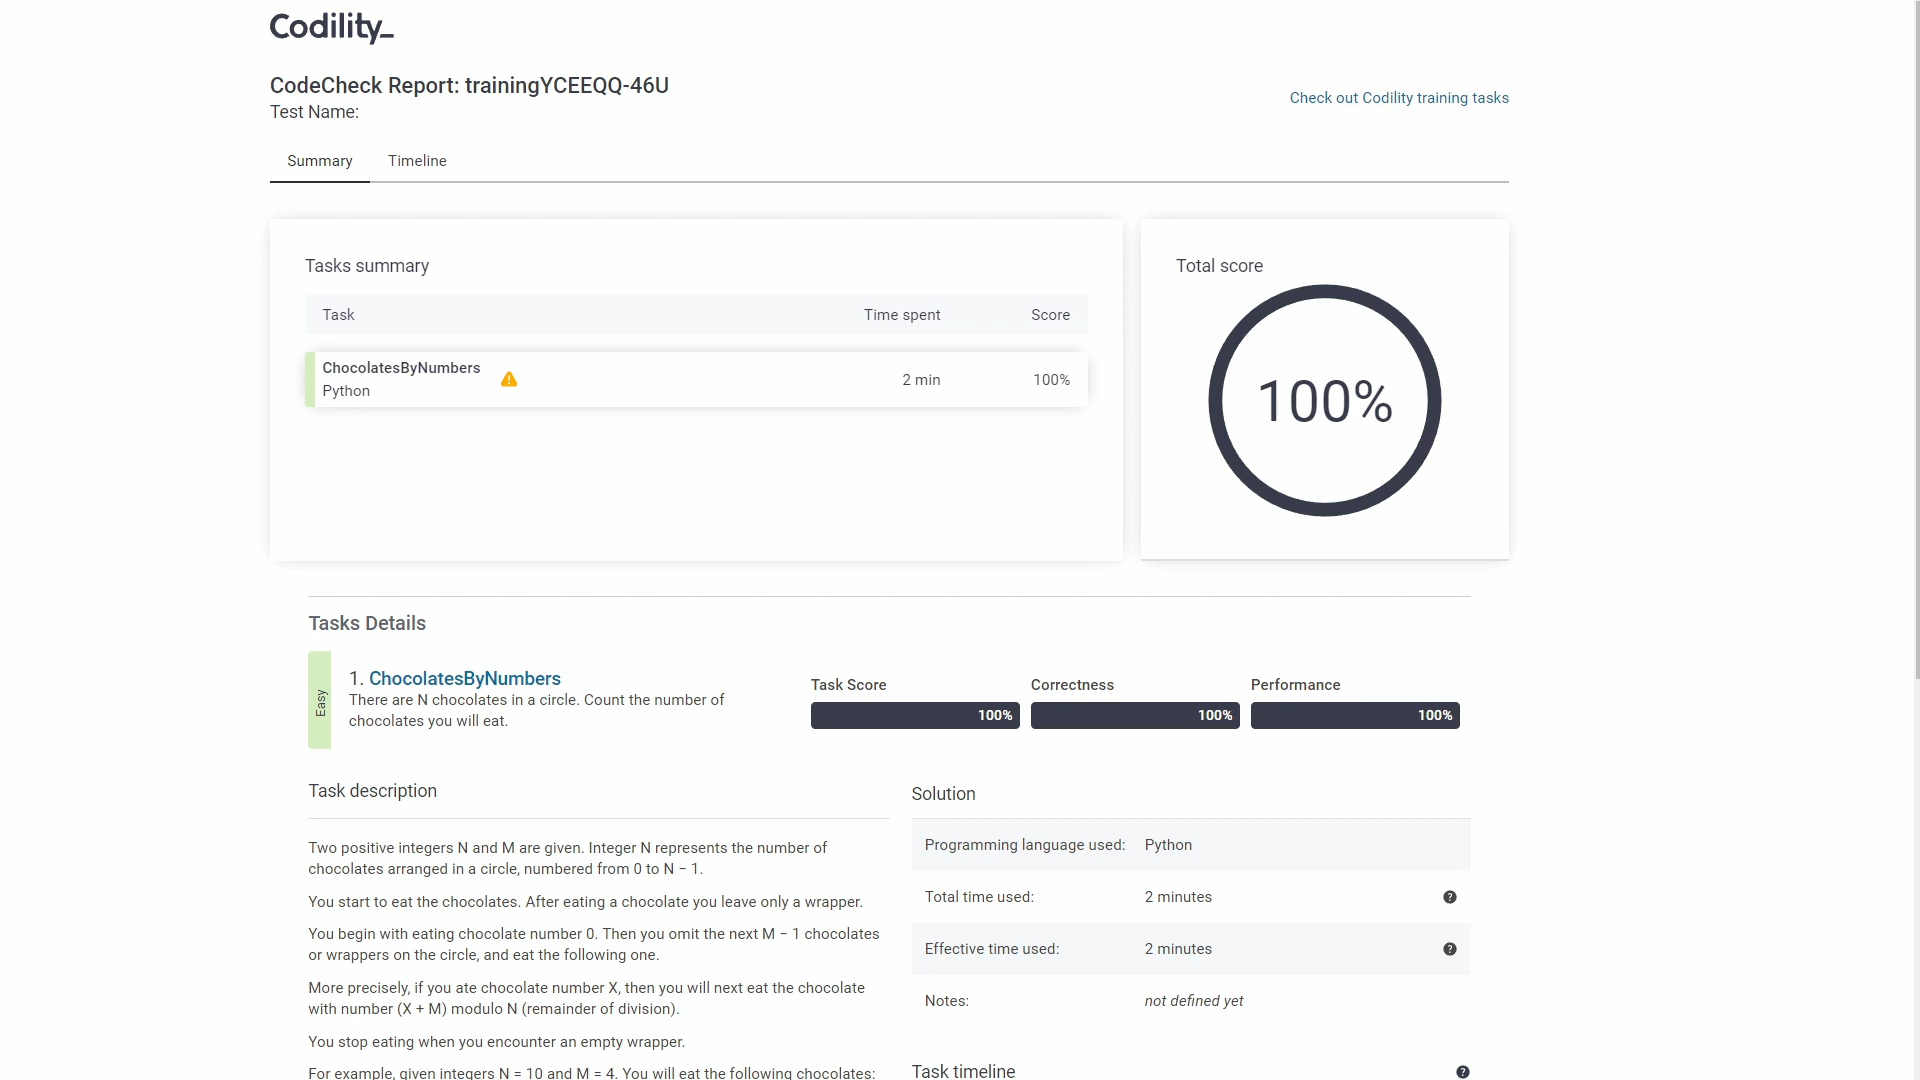 Codility_
CodeCheck Report: trainingYCEEQQ-46U
Test Name:
Check out Codility training tasks
Summary Timeline
Tasks summary
Task Time spent Score
ChocolatesByNumbers
Python
2 min 100%
Total score
100%
Tasks Details
Easy
1. ChocolatesByNumbers
There are N chocolates in a circle. Count the number of
chocolates you will eat.
Task Score Correctness Performance
100% 100% 100%
Task description
Two positive integers N and M are given. Integer N represents the number of
chocolates arranged in a circle, numbered from 0 to N − 1.
You start to eat the chocolates. After eating a chocolate you leave only a wrapper.
You begin with eating chocolate number 0. Then you omit the next M − 1 chocolates
or wrappers on the circle, and eat the following one.
More precisely, if you ate chocolate number X, then you will next eat the chocolate
with number (X + M) modulo N (remainder of division).
You stop eating when you encounter an empty wrapper.
For example, given integers N = 10 and M = 4. You will eat the following chocolates:
Solution
Programming language used: Python
Total time used: 2 minutes ?
Effective time used: 2 minutes ?
Notes: not defined yet
Task timeline ?